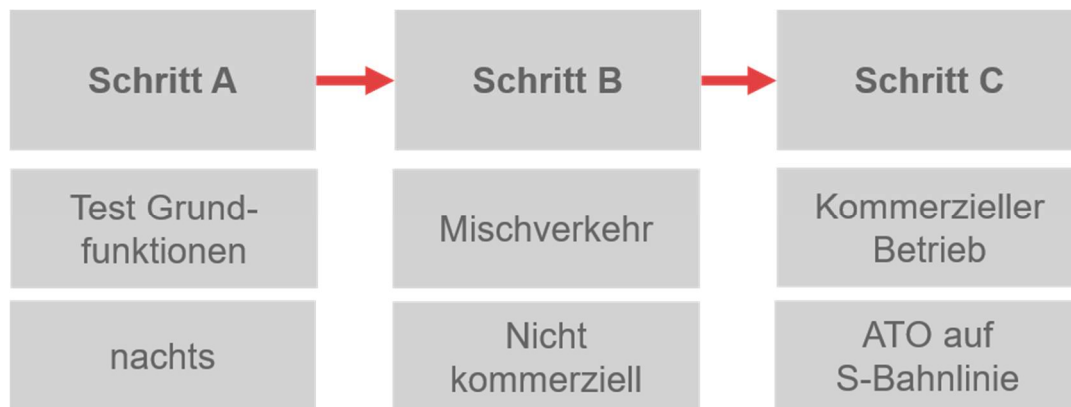 Schritt A
Schritt B
Schritt C
Test Grund-
funktionen
Mischverkehr
Kommerzieller
Betrieb
nachts
Nicht
kommerziell
ATO auf
S-Bahnlinie